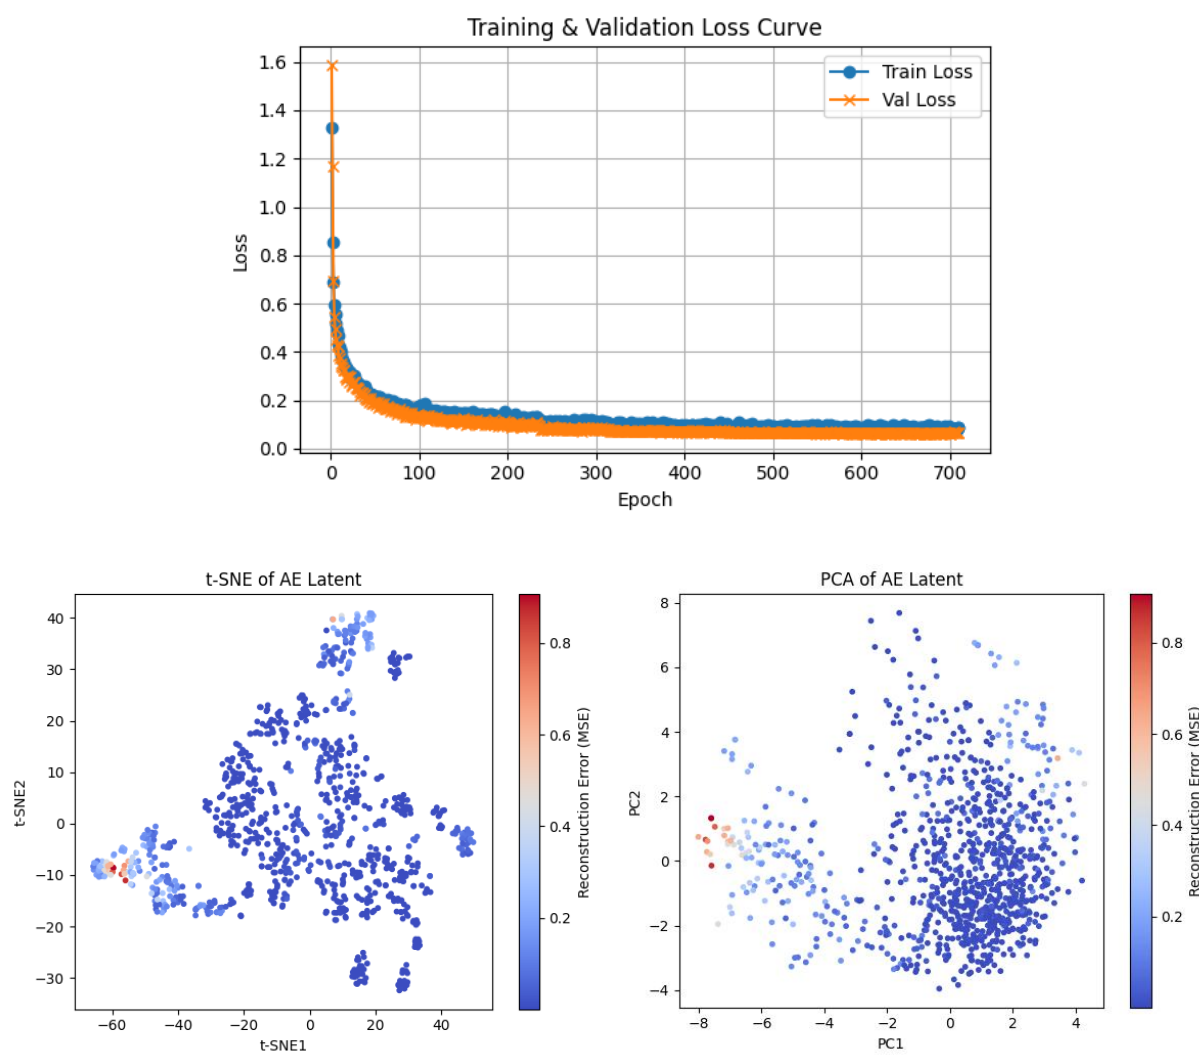 Training & Validation Loss Curve
1.6
1.4
1.2
1.0
0.8
0.6
0.4
0.2
0.0
Loss
Train Loss
Val Loss
0 100 200 300 400 500 600 700
Epoch
t-SNE of AE Latent
40
30
20
10
0
−10
−20
−30
t-SNE2
−60 −40 −20 0 20 40
t-SNE1
0.8
0.6
0.4
0.2
Reconstruction Error (MSE)
PCA of AE Latent
8
6
4
2
0
−2
−4
PC2
−8 −6 −4 −2 0 2 4
PC1
0.8
0.6
0.4
0.2
Reconstruction Error (MSE)